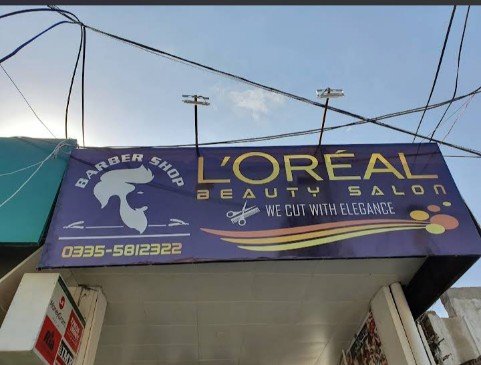 BARBER SHOP
L'ORÉAL
BEAUTY SALON
WE CUT WITH ELEGANCE
0335-5812322